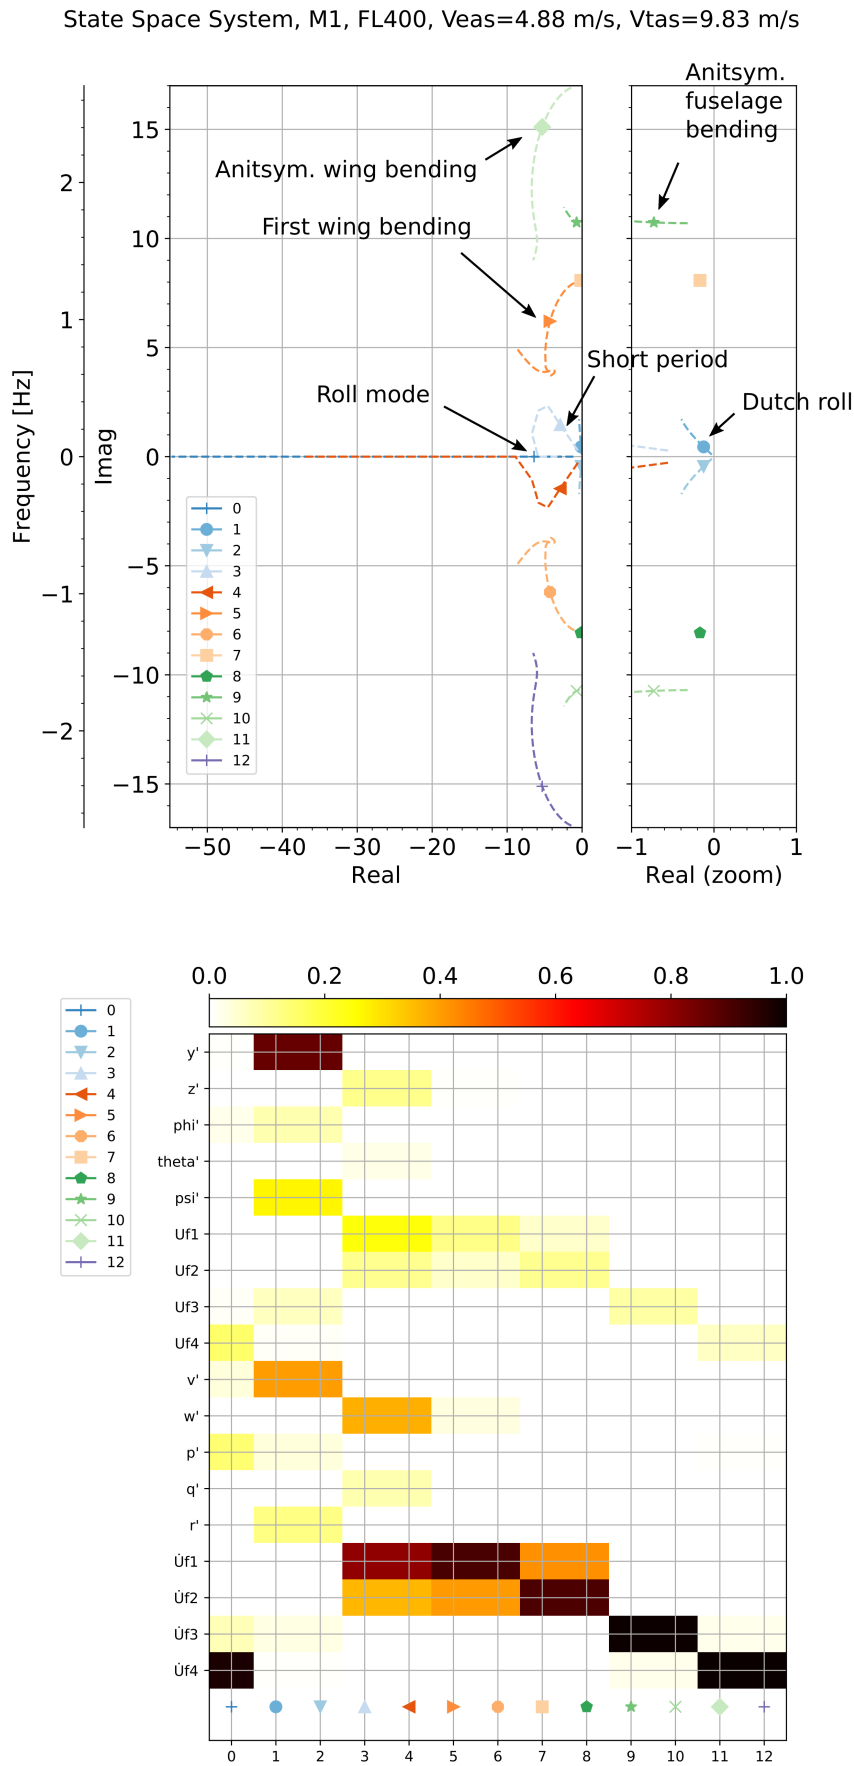 State Space System, M1, FL400, Veas=4.88 m/s, Vtas=9.83 m/s
Anitsym.
fuselage
bending
Anitsym. wing bending
First wing bending
Short period
Roll mode
Dutch roll
Frequency [Hz]
2
1
0
−1
−2
Imag
15
10
5
0
−5
−10
−15
0
1
2
3
4
5
6
7
8
9
10
11
12
−50 −40 −30 −20 −10 0
Real
−1 0 1
Real (zoom)
0.0 0.2 0.4 0.6 0.8 1.0
0
1
2
3
4
5
6
7
8
9
10
11
12
y'
z'
phi'
theta'
psi'
Uf1
Uf2
Uf3
Uf4
v'
w'
p'
q'
r'
U̇f1
U̇f2
U̇f3
U̇f4
0 1 2 3 4 5 6 7 8 9 10 11 12